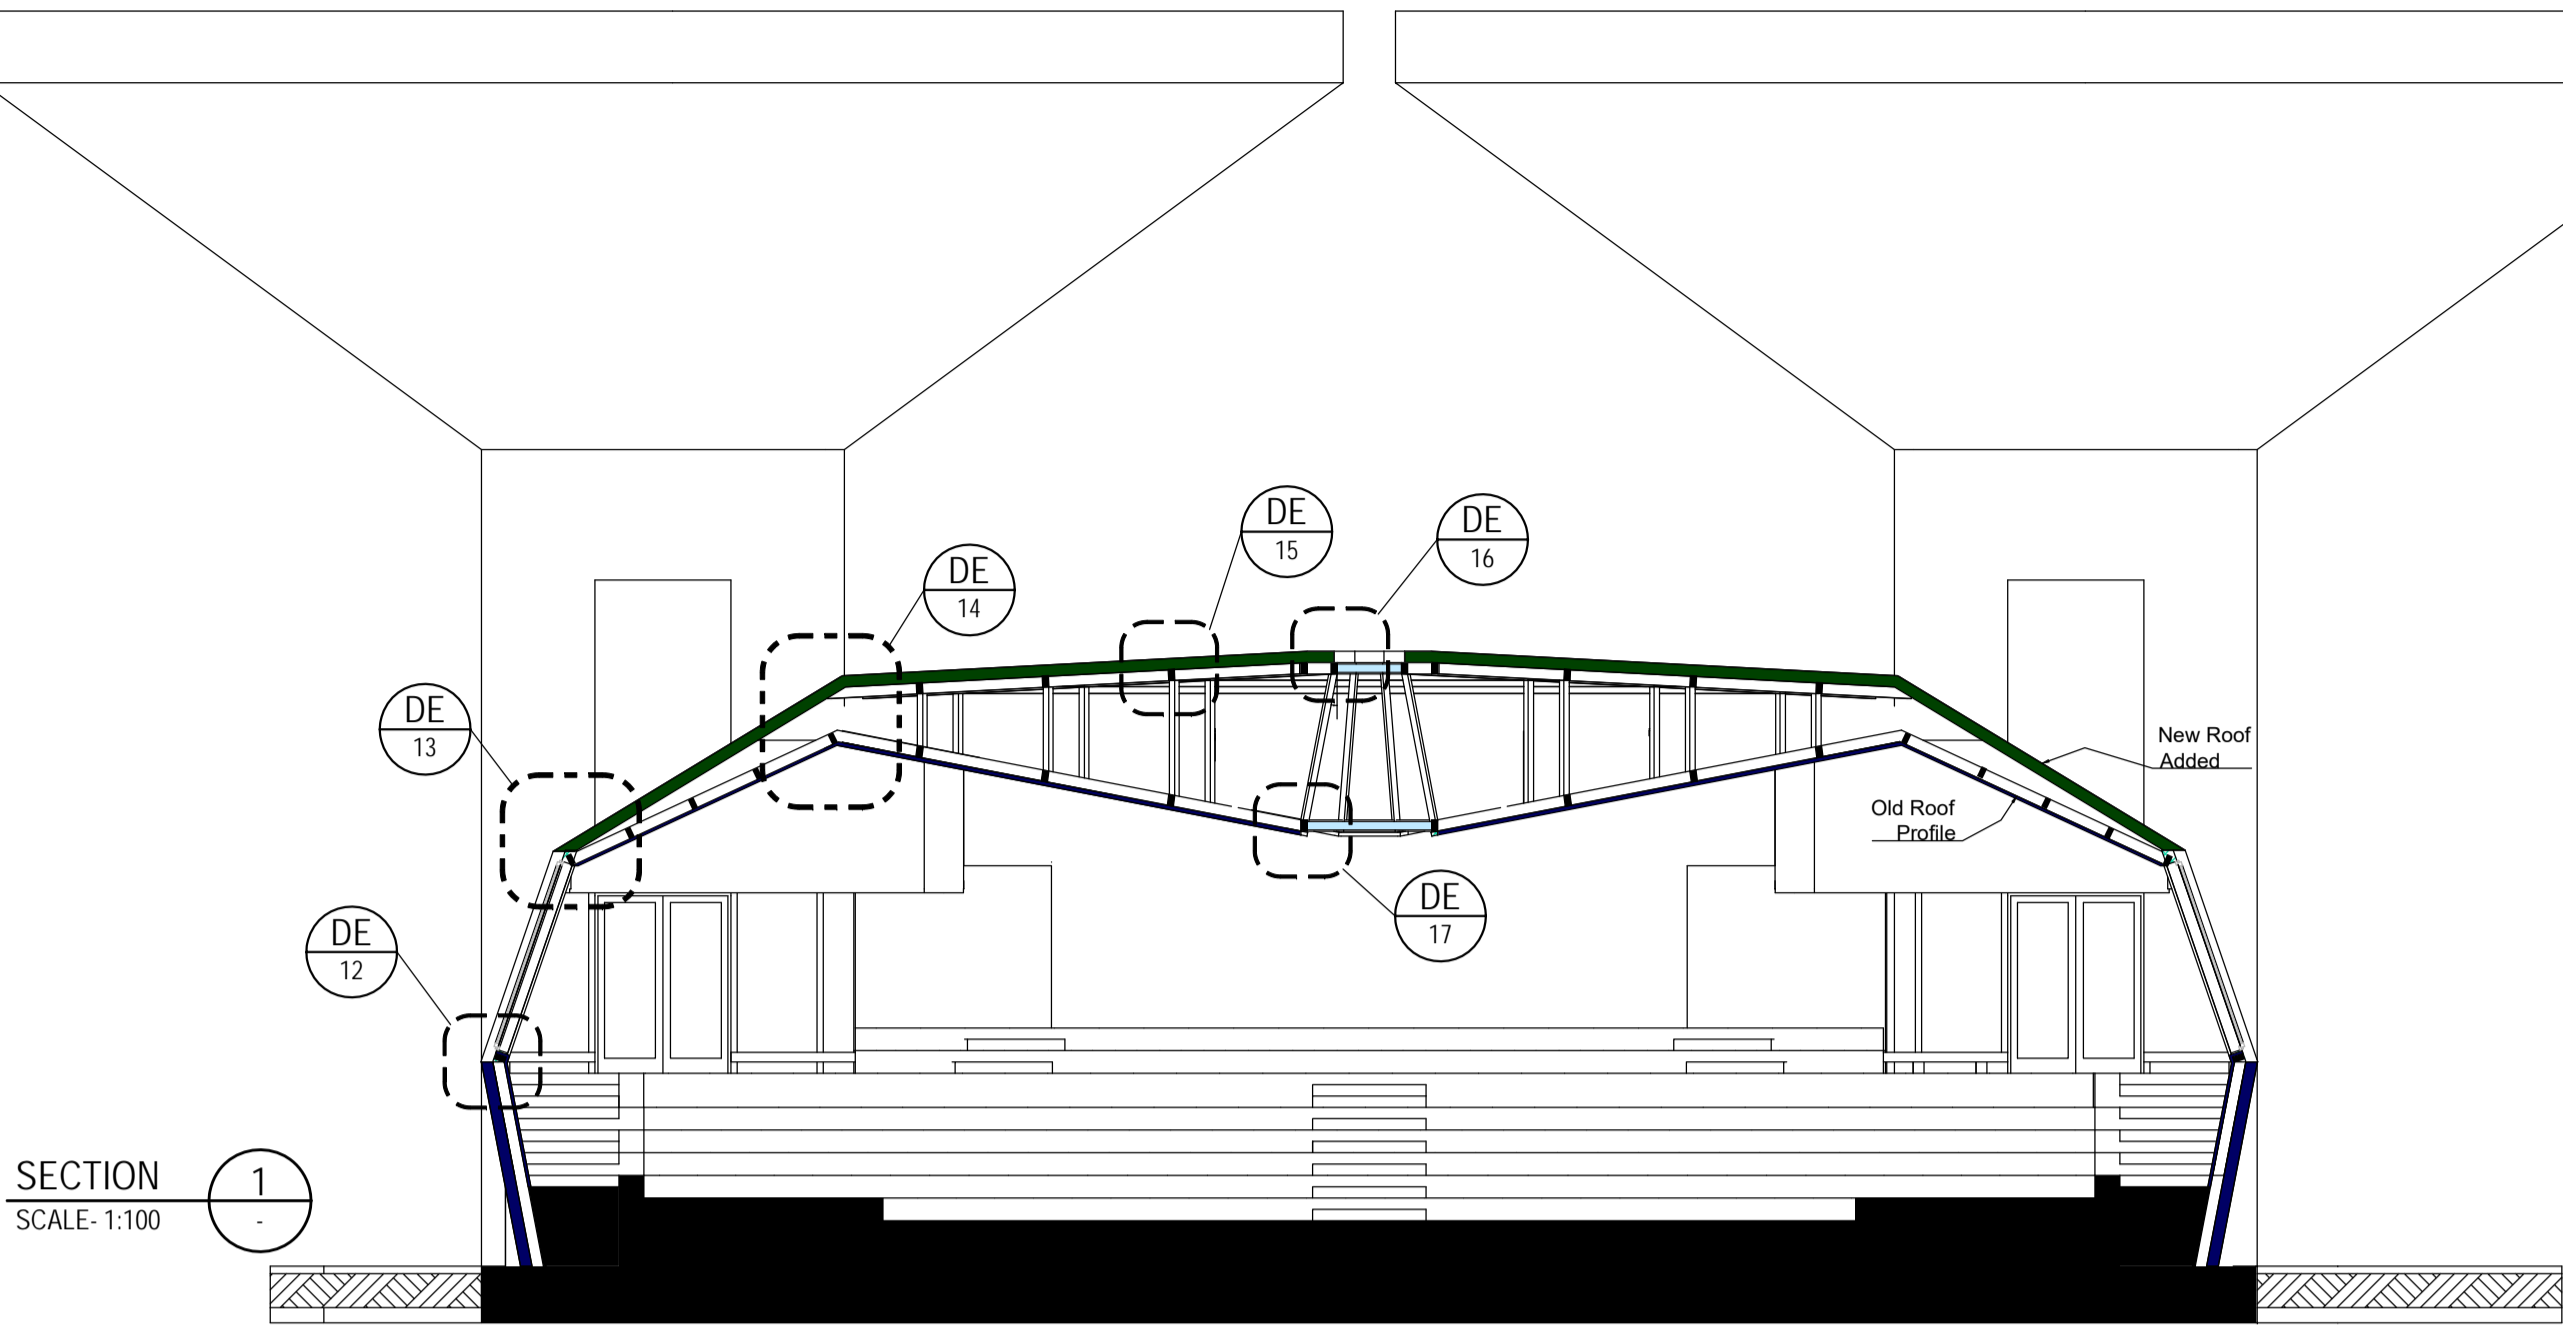 DE
15
DE
16
DE
14
DE
13
New Roof
Added
Old Roof
Profile
DE
17
DE
12
SECTION
1
SCALE- 1:100
-